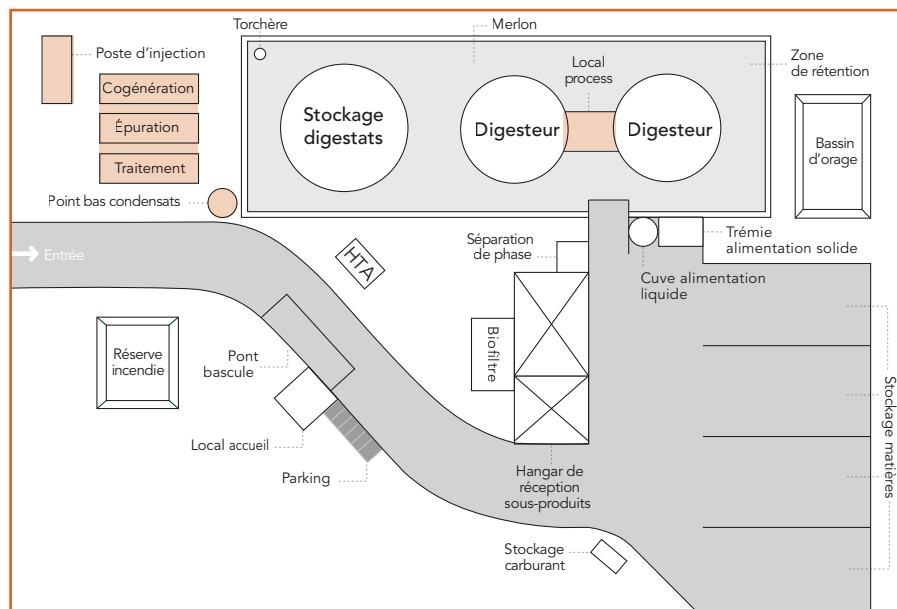 Torchère
Merlon
Poste d'injection
Local
process
Zone
de rétention
Cogénération
Épuration
Traitement
Stockage
digestats
Digesteur
Digesteur
Bassin
d'orage
Point bas condensats
Entrée
HTA
Séparation
de phase
Trémie
alimentation solide
Cuve alimentation
liquide
Réserve
incendie
Pont
bascule
Biofiltre
Stockage matières
Local accueil
Parking
Hangar de
réception
sous-produits
Stockage
carburant